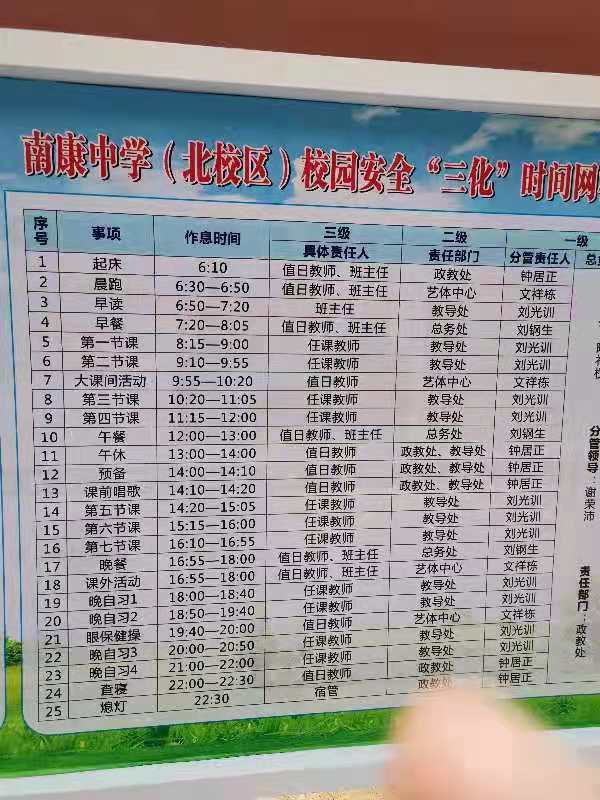 南康中学（北校区）校园安全“三化”时间网
序号 事项 作息时间 三级 二级 一级
具体责任人 责任部门 分管责任人
1 起床 6:10 值日教师、班主任 政教处 钟居正
2 晨跑 6:30—6:50 值日教师、班主任 艺体中心 文祥栋
3 早读 6:50—7:20 班主任 教导处 刘光训
4 早餐 7:20—8:05 值日教师、班主任 总务处 刘钢生
5 第一节课 8:15—9:00 任课教师 教导处 刘光训
6 第二节课 9:10—9:55 任课教师 教导处 刘光训
7 大课间活动 9:55—10:20 值日教师 艺体中心 文祥栋
8 第三节课 10:20—11:05 任课教师 教导处 刘光训
9 第四节课 11:15—12:00 任课教师 教导处 刘光训
10 午餐 12:00—13:00 值日教师、班主任 总务处 刘钢生
11 午休 13:00—14:00 值日教师 政教处、教导处 钟居正
12 预备 14:00—14:10 值日教师 政教处、教导处 钟居正
13 课前唱歌 14:10—14:20 值日教师 政教处、教导处 钟居正
14 第五节课 14:20—15:05 任课教师 教导处 刘光训
15 第六节课 15:15—16:00 任课教师 教导处 刘光训
16 第七节课 16:10—16:55 任课教师 教导处 刘光训
17 晚餐 16:55—18:00 值日教师、班主任 总务处 刘钢生
18 课外活动 16:55—18:00 值日教师、班主任 艺体中心 文祥栋
19 晚自习1 18:00—18:40 任课教师 教导处 刘光训
20 晚自习2 18:50—19:40 任课教师 教导处 刘光训
21 眼保健操 19:40—20:00 值日教师 艺体中心 文祥栋
22 晚自习3 20:00—20:50 任课教师 教导处 刘光训
23 晚自习4 21:00—22:00 任课教师 教导处 刘光训
24 查寝 22:00—22:30 值日教师 政教处 钟居正
25 熄灯 22:30 宿管 政教处 钟居正
分管领导：谢荣沛
责任部门：政教处